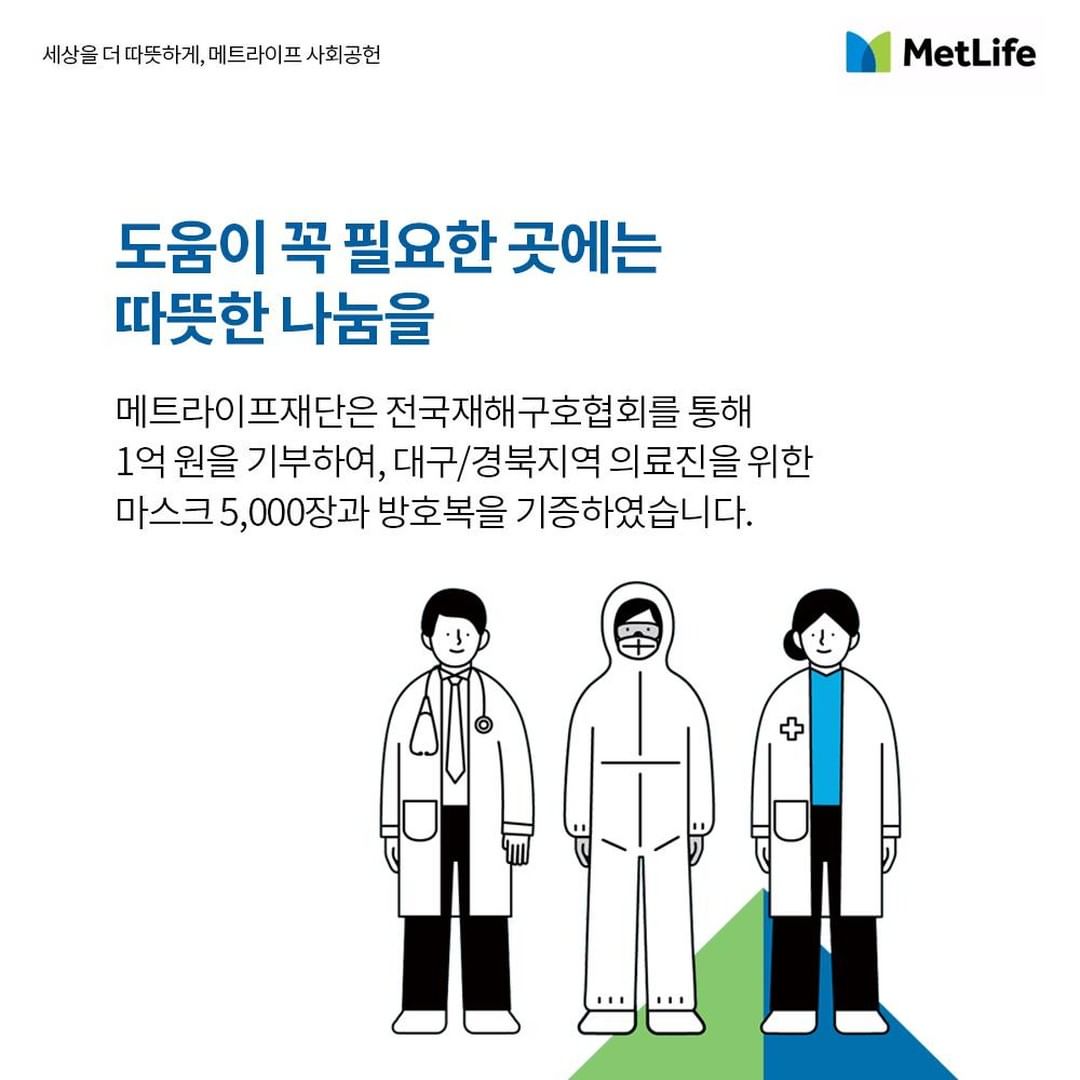 세상을 더 따뜻하게, 메트라이프 사회공헌
MetLife
도움이 꼭 필요한 곳에는
따뜻한 나눔을
메트라이프재단은 전국재해구호협회를 통해
1억 원을 기부하여, 대구/경북지역 의료진을 위한
마스크 5,000장과 방호복을 기증하였습니다.